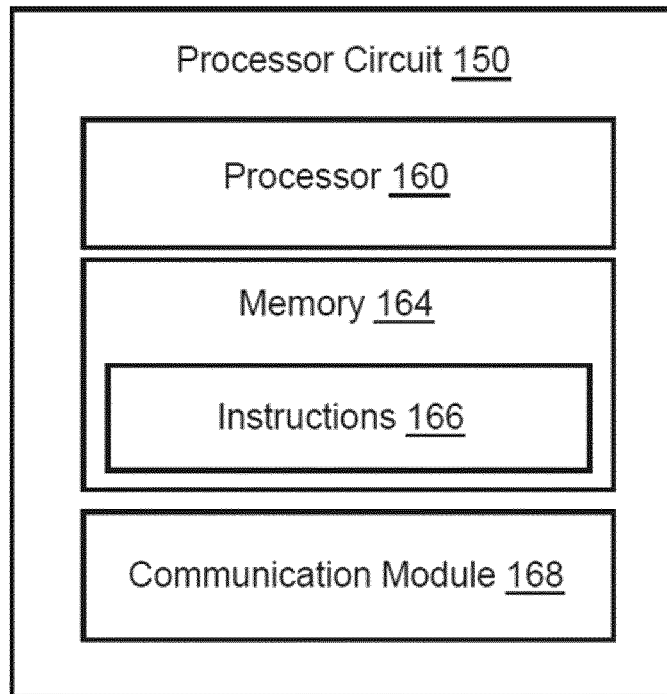 Processor Circuit 150
Processor 160
Memory 164
Instructions 166
Communication Module 168